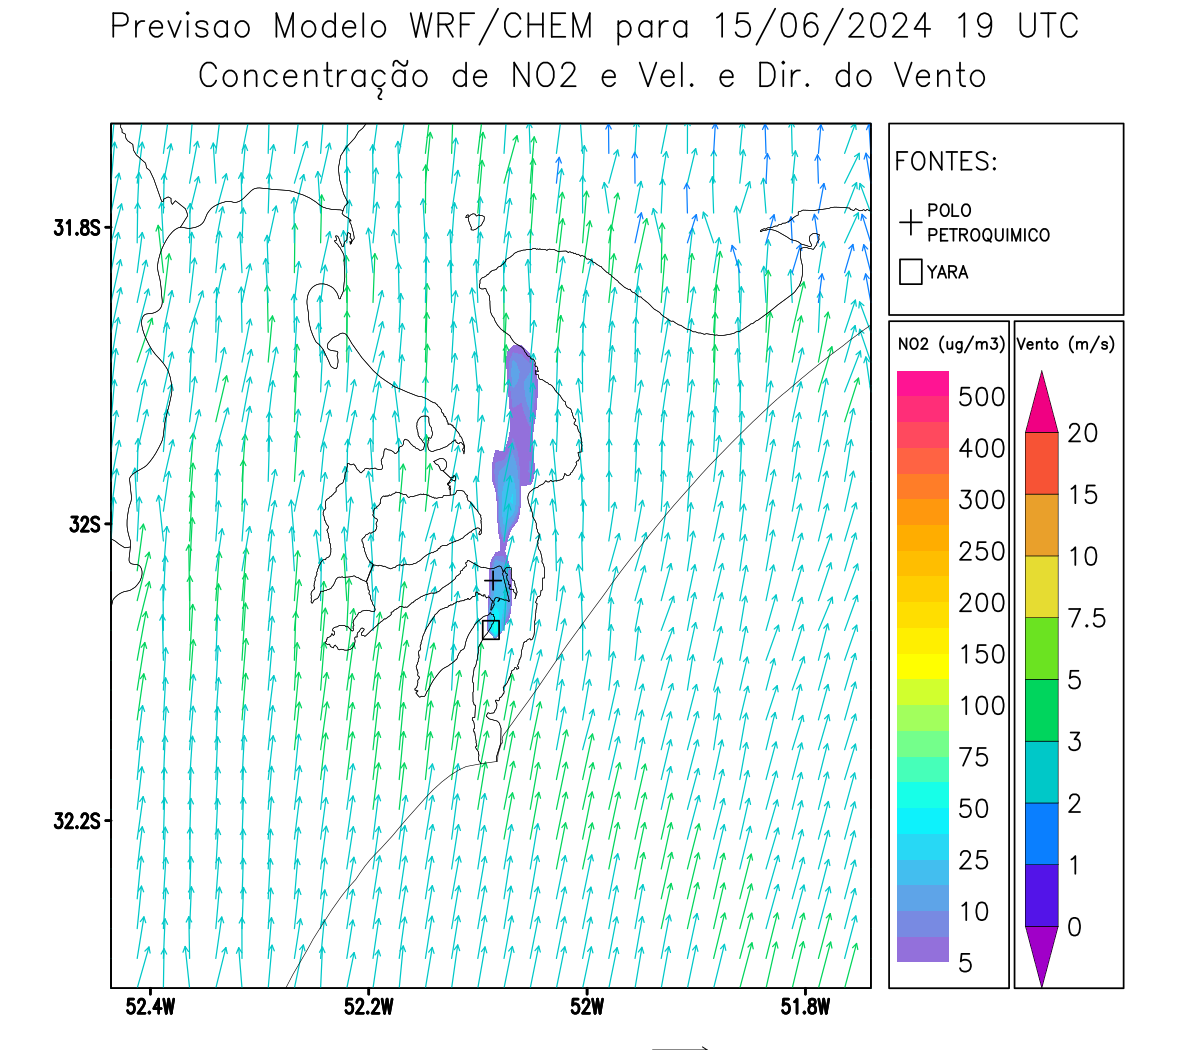 Previsao Modelo WRF/CHEM para 15/06/2024 19 UTC
Concentração de NO2 e Vel. e Dir. do Vento
FONTES:
POLO
PETROQUIMICO
YARA
NO2 (ug/m3)
500
400
300
250
200
150
100
75
50
25
10
5
Vento (m/s)
20
15
10
7.5
5
3
2
1
0
31.8S
32S
32.2S
52.4W
52.2W
52W
51.8W